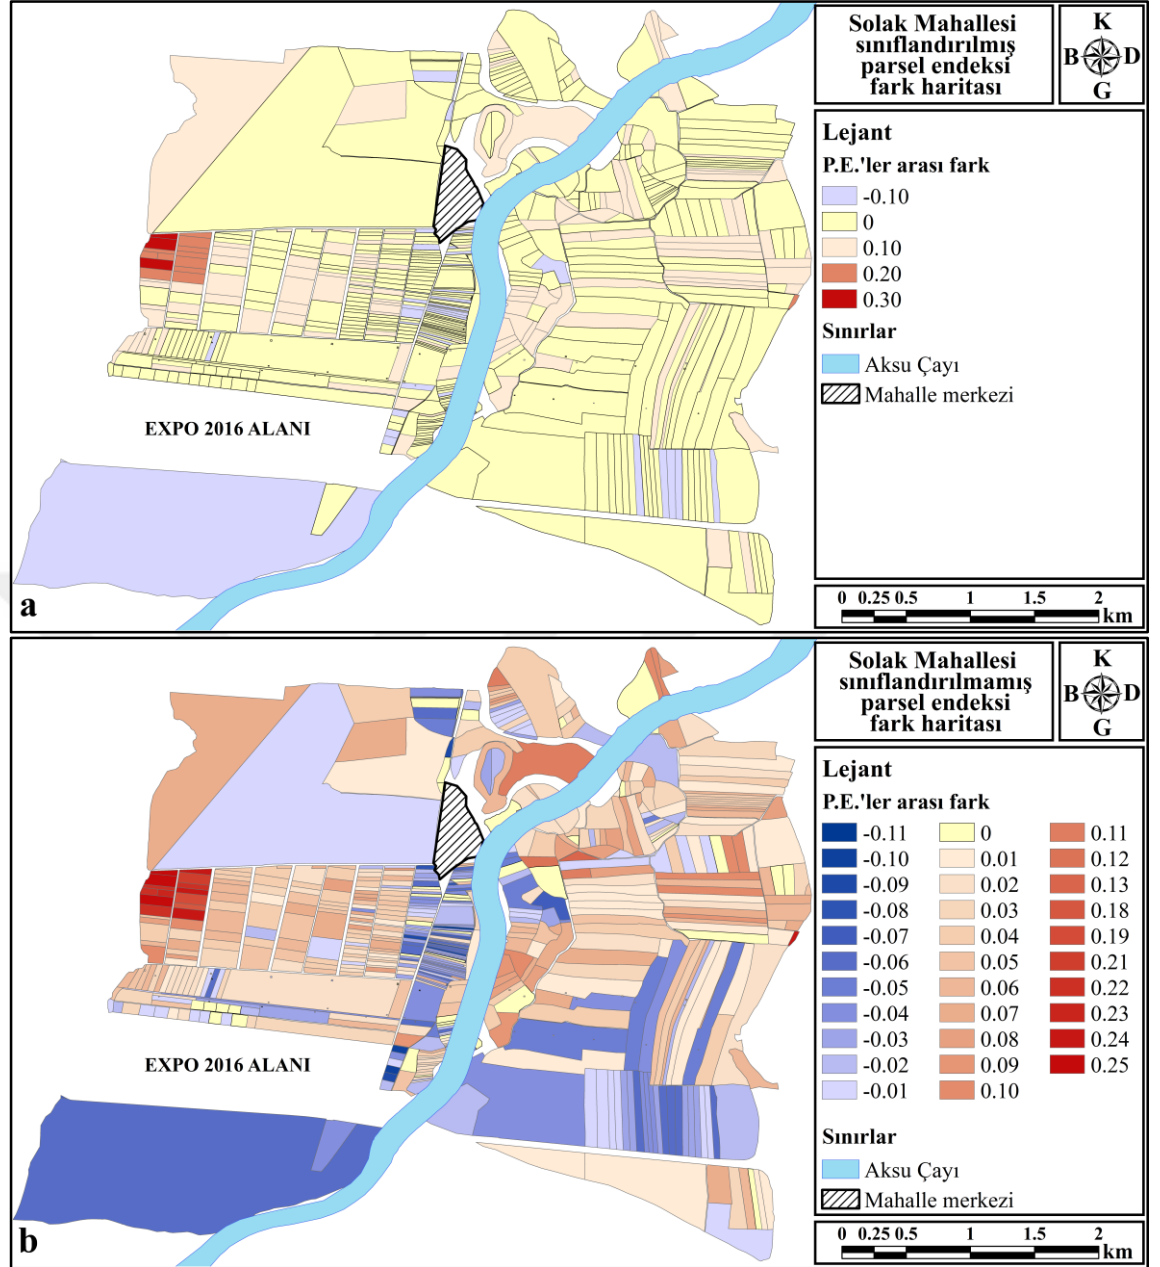 Solak Mahallesi
sınıflandırılmış
parsel endeksi
fark haritası
K
B D
G
Lejant
P.E.'ler arası fark
-0.10
0
0.10
0.20
0.30
Sınırlar
Aksu Çayı
Mahalle merkezi
EXPO 2016 ALANI
a
0 0.25 0.5 1 1.5 2
km
Solak Mahallesi
sınıflandırılmamış
parsel endeksi
fark haritası
K
B D
G
Lejant
P.E.'ler arası fark
-0.11 0 0.11
-0.10 0.01 0.12
-0.09 0.02 0.13
-0.08 0.03 0.18
-0.07 0.04 0.19
-0.06 0.05 0.21
-0.05 0.06 0.22
-0.04 0.07 0.23
-0.03 0.08 0.24
-0.02 0.09 0.25
-0.01 0.10
Sınırlar
Aksu Çayı
Mahalle merkezi
EXPO 2016 ALANI
b
0 0.25 0.5 1 1.5 2
km